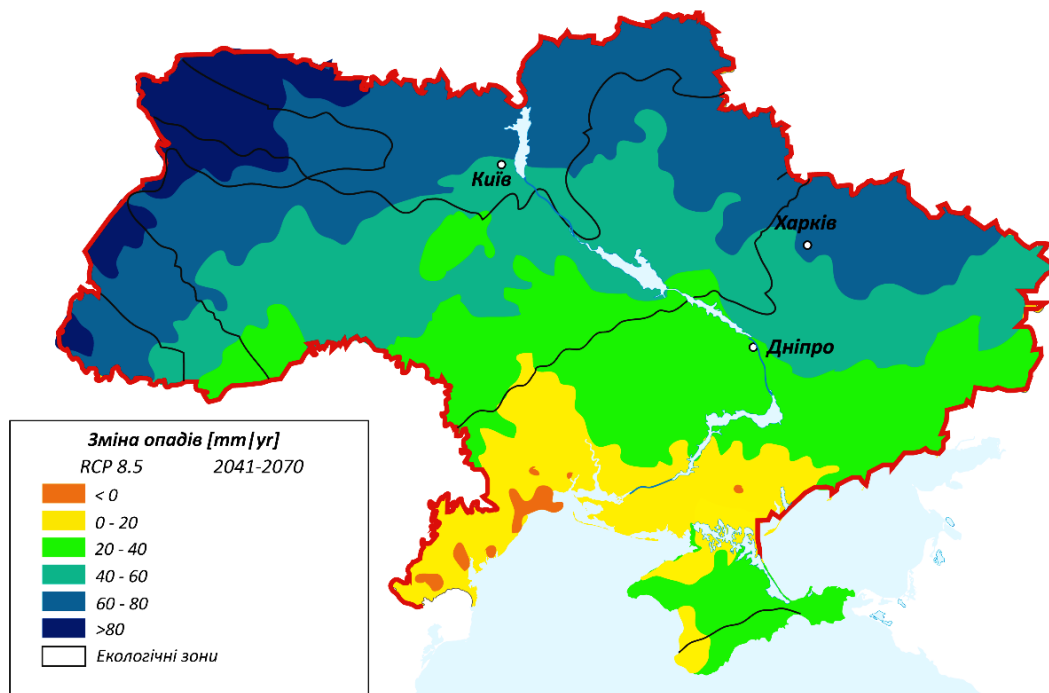 Київ
Харків
Дніпро
Зміна опадів [mm|yr]
RCP 8.5 2041-2070
< 0
0 - 20
20 - 40
40 - 60
60 - 80
>80
Екологічні зони